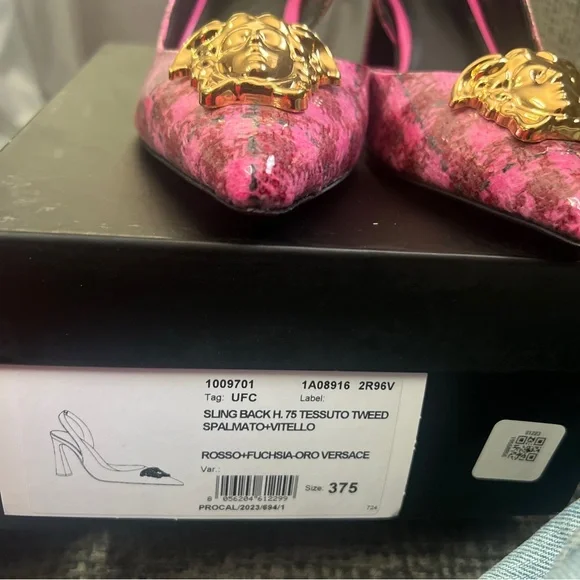 1009701 1A08916 2R96V
Tag: UFC Label:
SLING BACK H. 75 TESSUTO TWEED
SPALMATO+VITELLO
ROSSO+FUCHSIA-ORO VERSACE
Var.:
8 056204 612299
Size: 375
PROCAL/2023/694/1 724